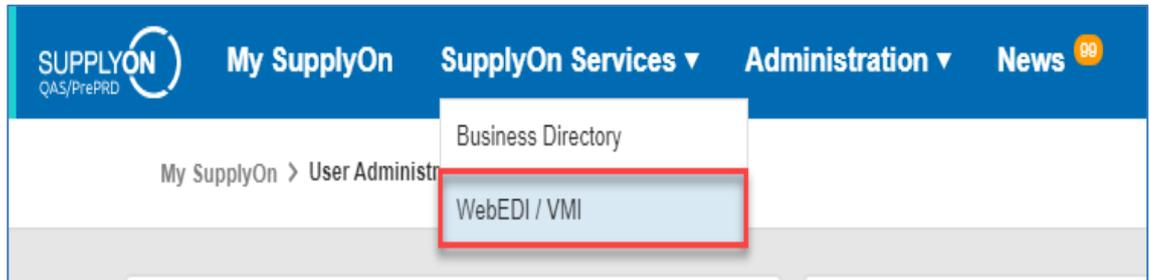 SUPPLYON
QAS/PrePRD
My SupplyOn
SupplyOn Services ▾
Administration ▾
News 99
Business Directory
My SupplyOn > User Administr
WebEDI / VMI